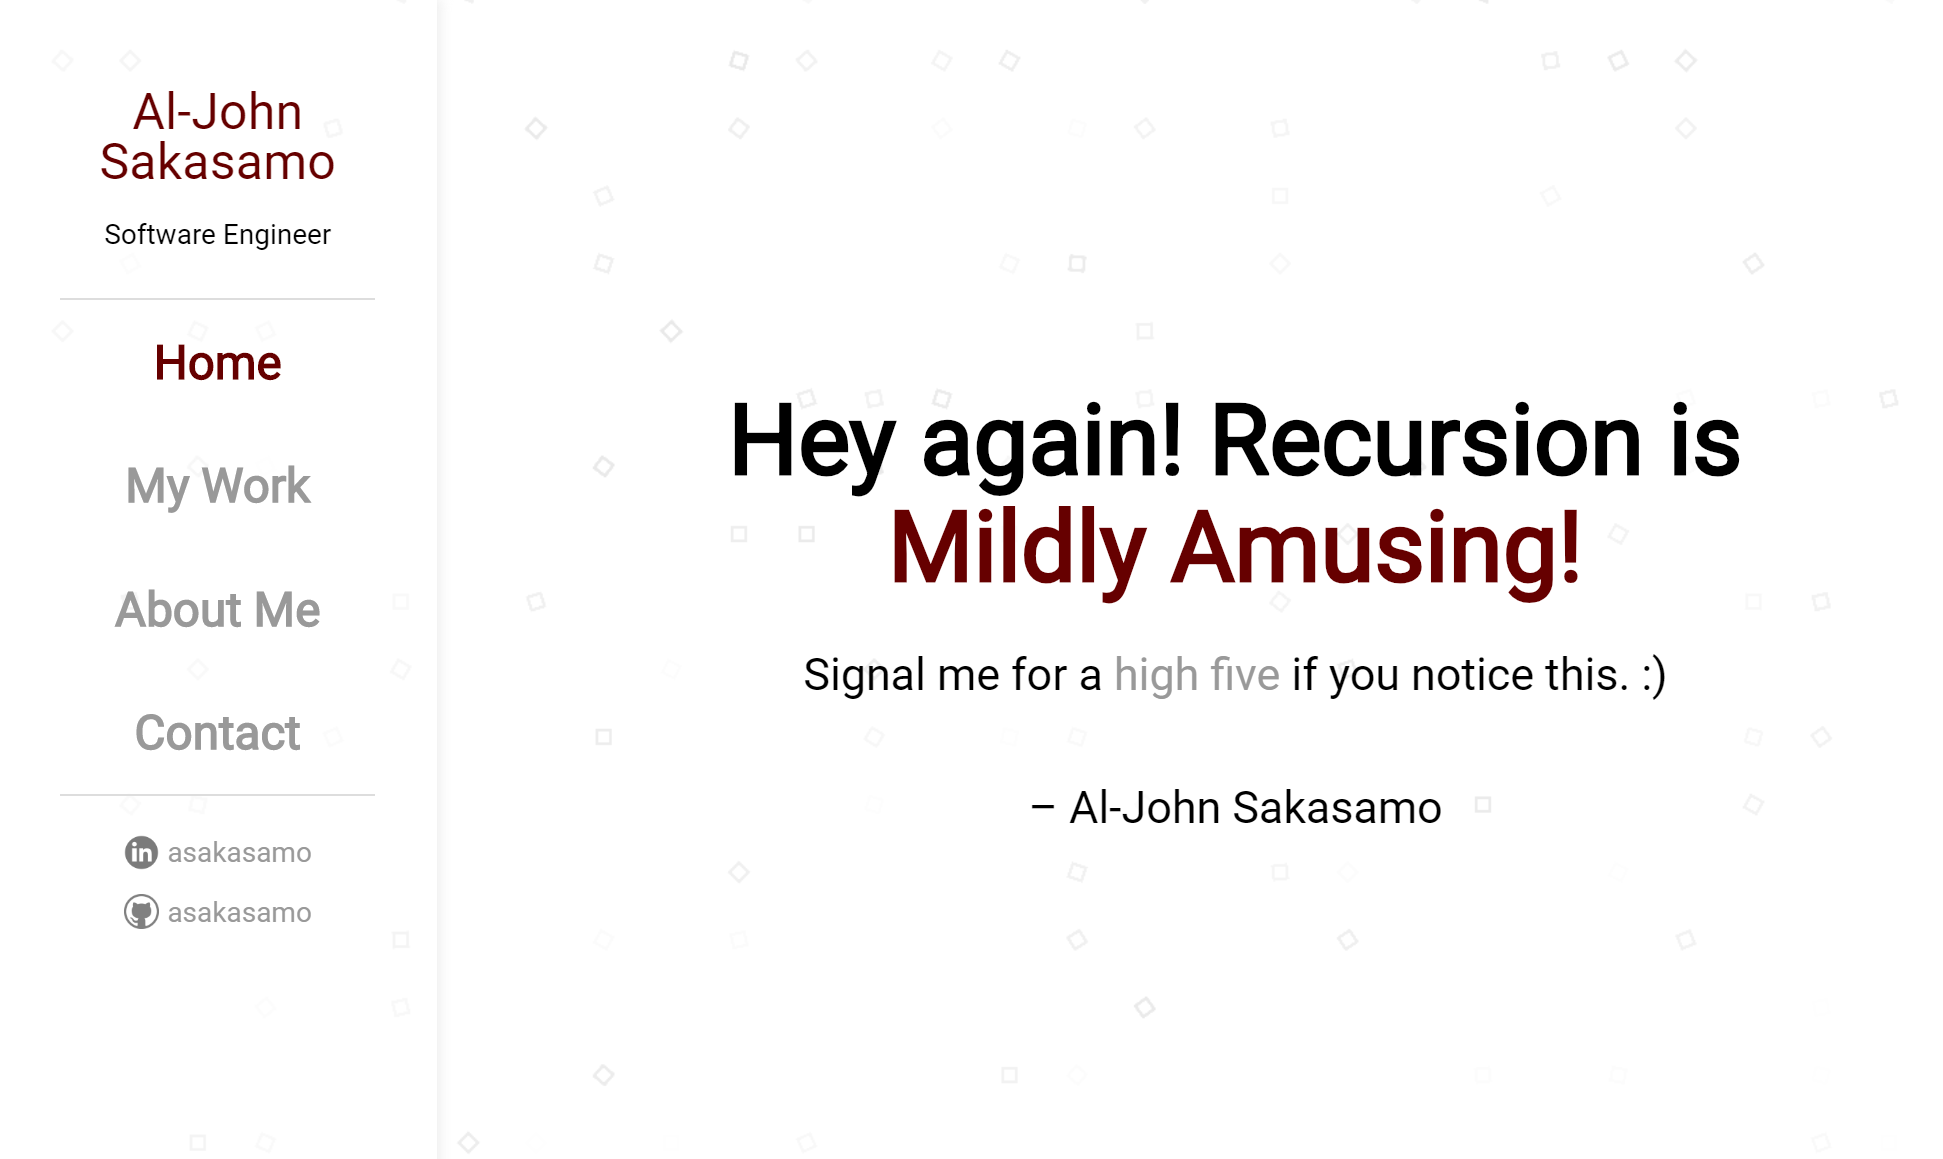 Al-John
Sakasamo
Software Engineer
Home
My Work
About Me
Contact
in asakasamo
asakasamo
Hey again! Recursion is
Mildly Amusing!
Signal me for a high five if you notice this. :)
– Al-John Sakasamo